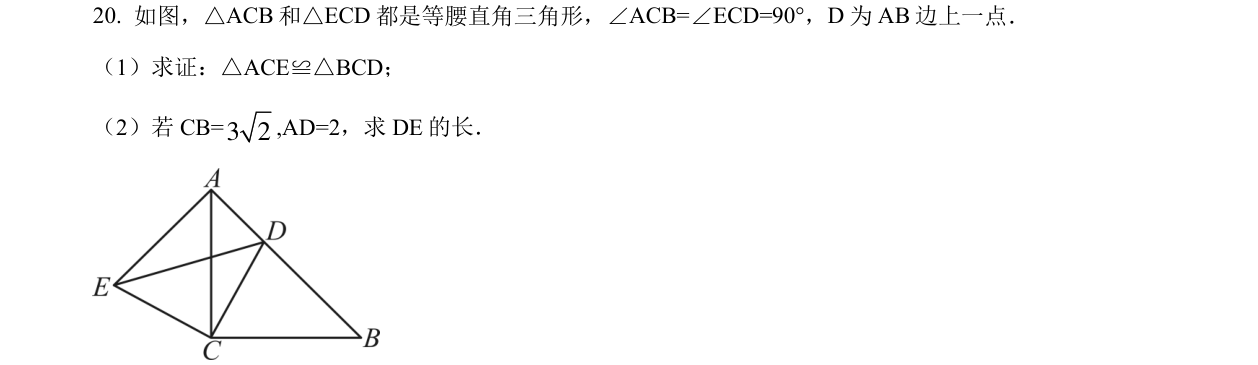 20. 如图，△ACB 和△ECD 都是等腰直角三角形，∠ACB=∠ECD=90°，D 为 AB 边上一点．
（1）求证：△ACE≌△BCD；
（2）若 CB=3√2,AD=2，求 DE 的长．
A
D
E
C
B